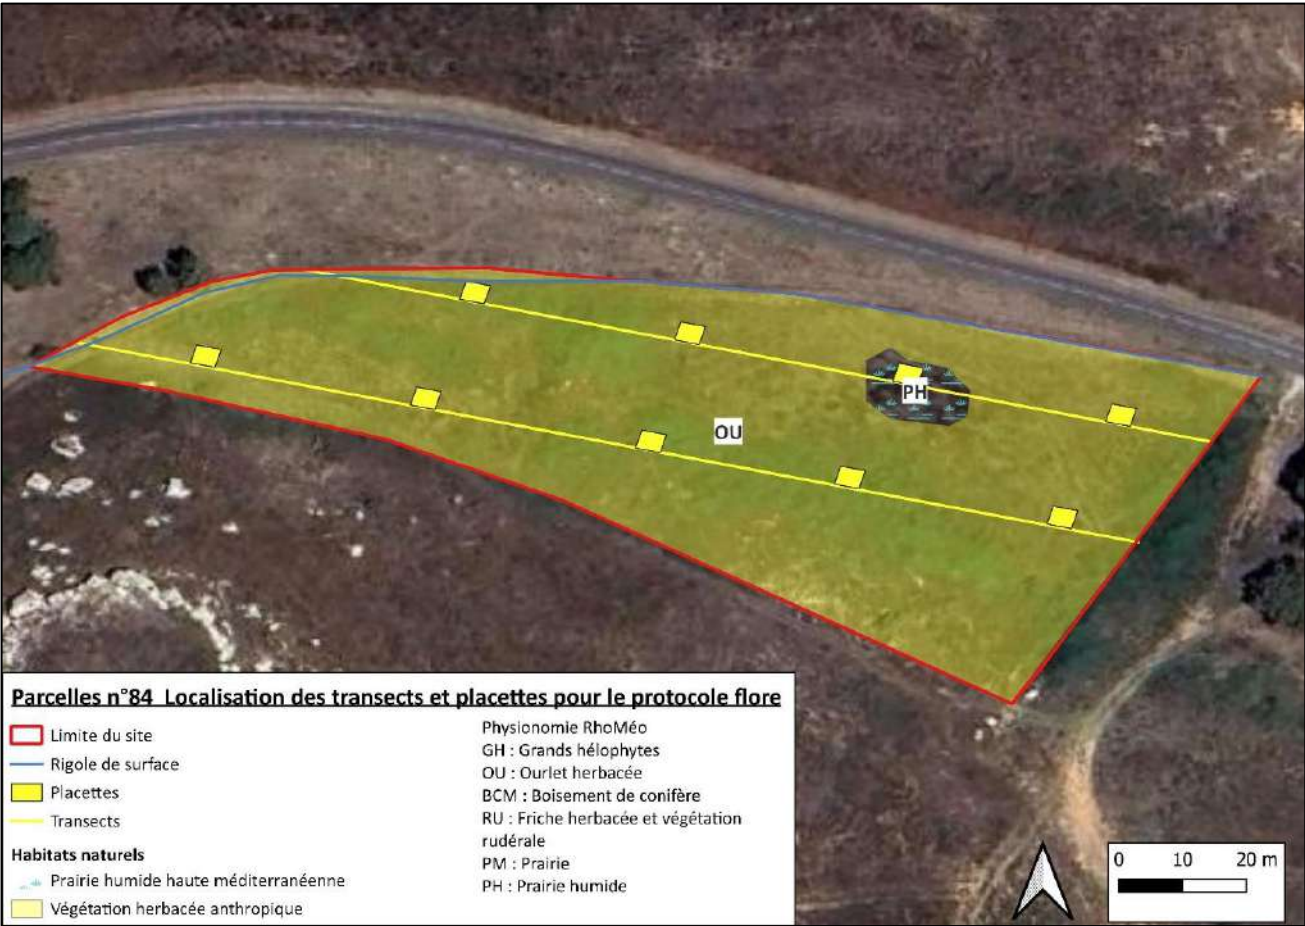 PH
OU
Parcelles n°84 Localisation des transects et placettes pour le protocole flore
Limite du site
Rigole de surface
Placettes
Transects
Habitats naturels
Prairie humide haute méditerranéenne
Végétation herbacée anthropique
Physionomie RhoMéo
GH : Grands hélophytes
OU : Ourlet herbacée
BCM : Boisement de conifère
RU : Friche herbacée et végétation
rudérale
PM : Prairie
PH : Prairie humide
0 10 20 m